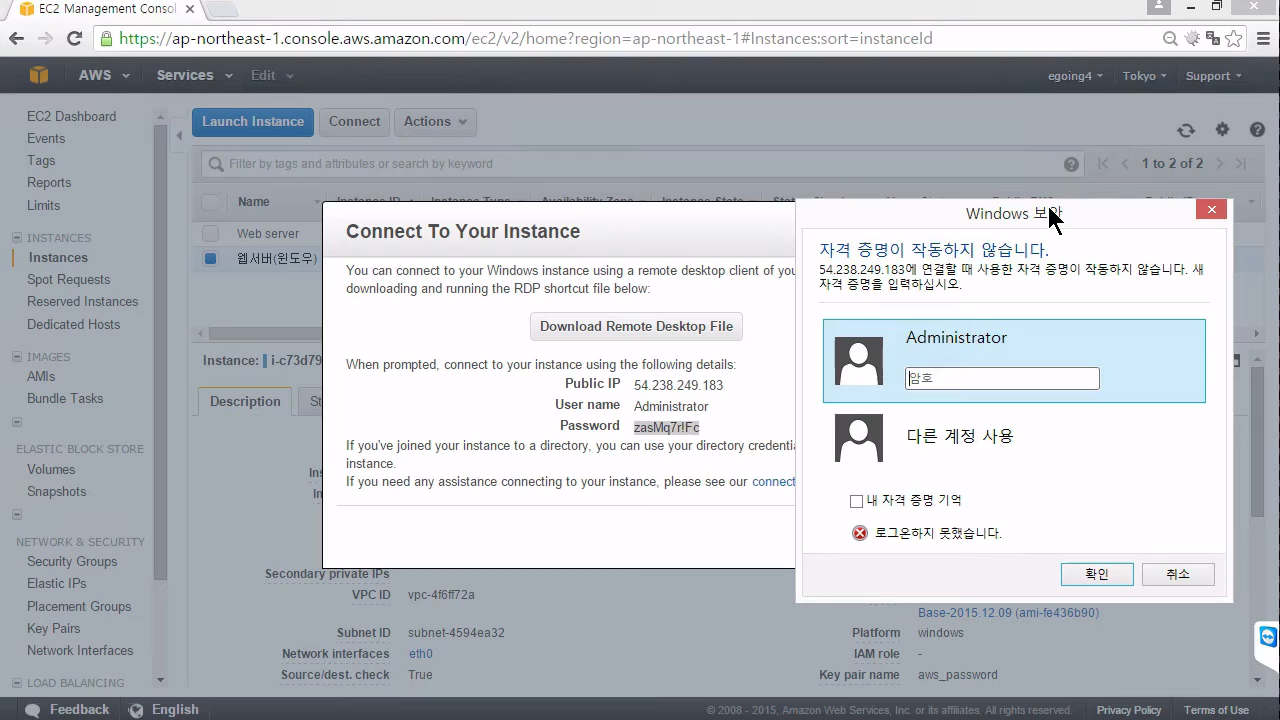 EC2 Management Consol
https://ap-northeast-1.console.aws.amazon.com/ec2/v2/home?region=ap-northeast-1#Instances:sort=instanceId
AWS
Services
Edit
egoing4
Tokyo
Support
EC2 Dashboard
Events
Tags
Reports
Limits
INSTANCES
Instances
Spot Requests
Reserved Instances
Dedicated Hosts
IMAGES
AMIs
Bundle Tasks
ELASTIC BLOCK STORE
Volumes
Snapshots
NETWORK & SECURITY
Security Groups
Elastic IPs
Placement Groups
Key Pairs
Network Interfaces
LOAD BALANCING
Launch Instance
Connect
Actions
Filter by tags and attributes or search by keyword
1 to 2 of 2
Name
Web server
웹서버(윈도우)
Instance: i-c73d79
Description
St
Connect To Your Instance
You can connect to your Windows instance using a remote desktop client of you
downloading and running the RDP shortcut file below:
Download Remote Desktop File
When prompted, connect to your instance using the following details:
Public IP 54.238.249.183
User name Administrator
Password zasMq7r!Fc
If you've joined your instance to a directory, you can use your directory credentia
instance.
If you need any assistance connecting to your instance, please see our connect
Windows 보안
자격 증명이 작동하지 않습니다.
54.238.249.183에 연결할 때 사용한 자격 증명이 작동하지 않습니다. 새
자격 증명을 입력하십시오.
Administrator
암호
다른 계정 사용
내 자격 증명 기억
로그온하지 못했습니다.
확인
취소
Secondary private IPs
VPC ID vpc-4f6ff72a
Base-2015.12.09 (ami-fe436b90)
Subnet ID subnet-4594ea32
Platform windows
Network interfaces eth0
IAM role -
Source/dest. check True
Key pair name aws_password
Feedback
English
© 2008 - 2015, Amazon Web Services, Inc. or its affiliates. All rights reserved.
Privacy Policy
Terms of Use